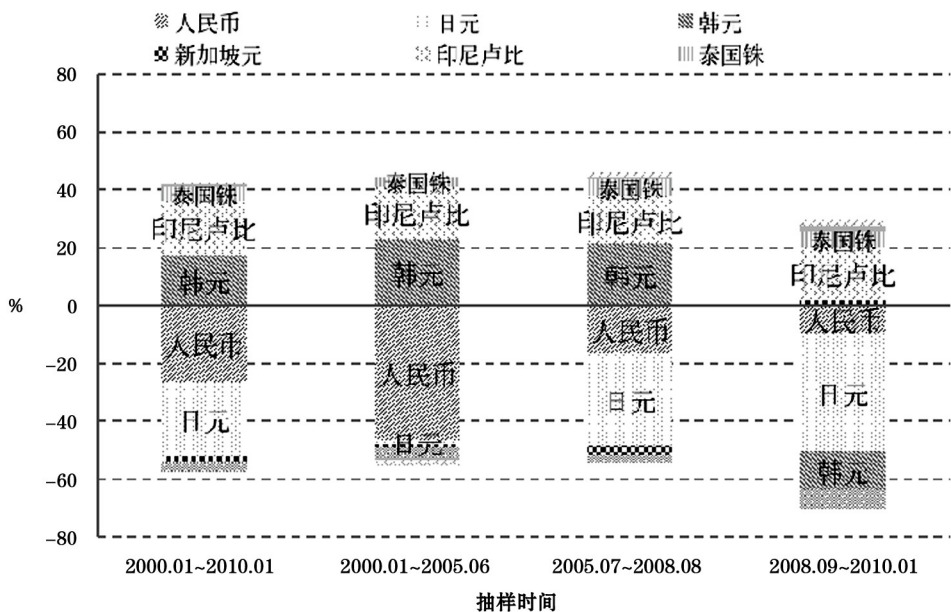 人民币 日元 韩元
新加坡元 印尼卢比 泰国铢
80
60
40
20
0
-20
-40
-60
-80
%
泰国铢
印尼卢比
韩元
人民币
日元
泰国铢
印尼卢比
韩元
人民币
日元
泰国铢
印尼卢比
韩元
人民币
日元
泰国铢
印尼卢比
人民币
日元
韩元
2000.01~2010.01 2000.01~2005.06 2005.07~2008.08 2008.09~2010.01
抽样时间